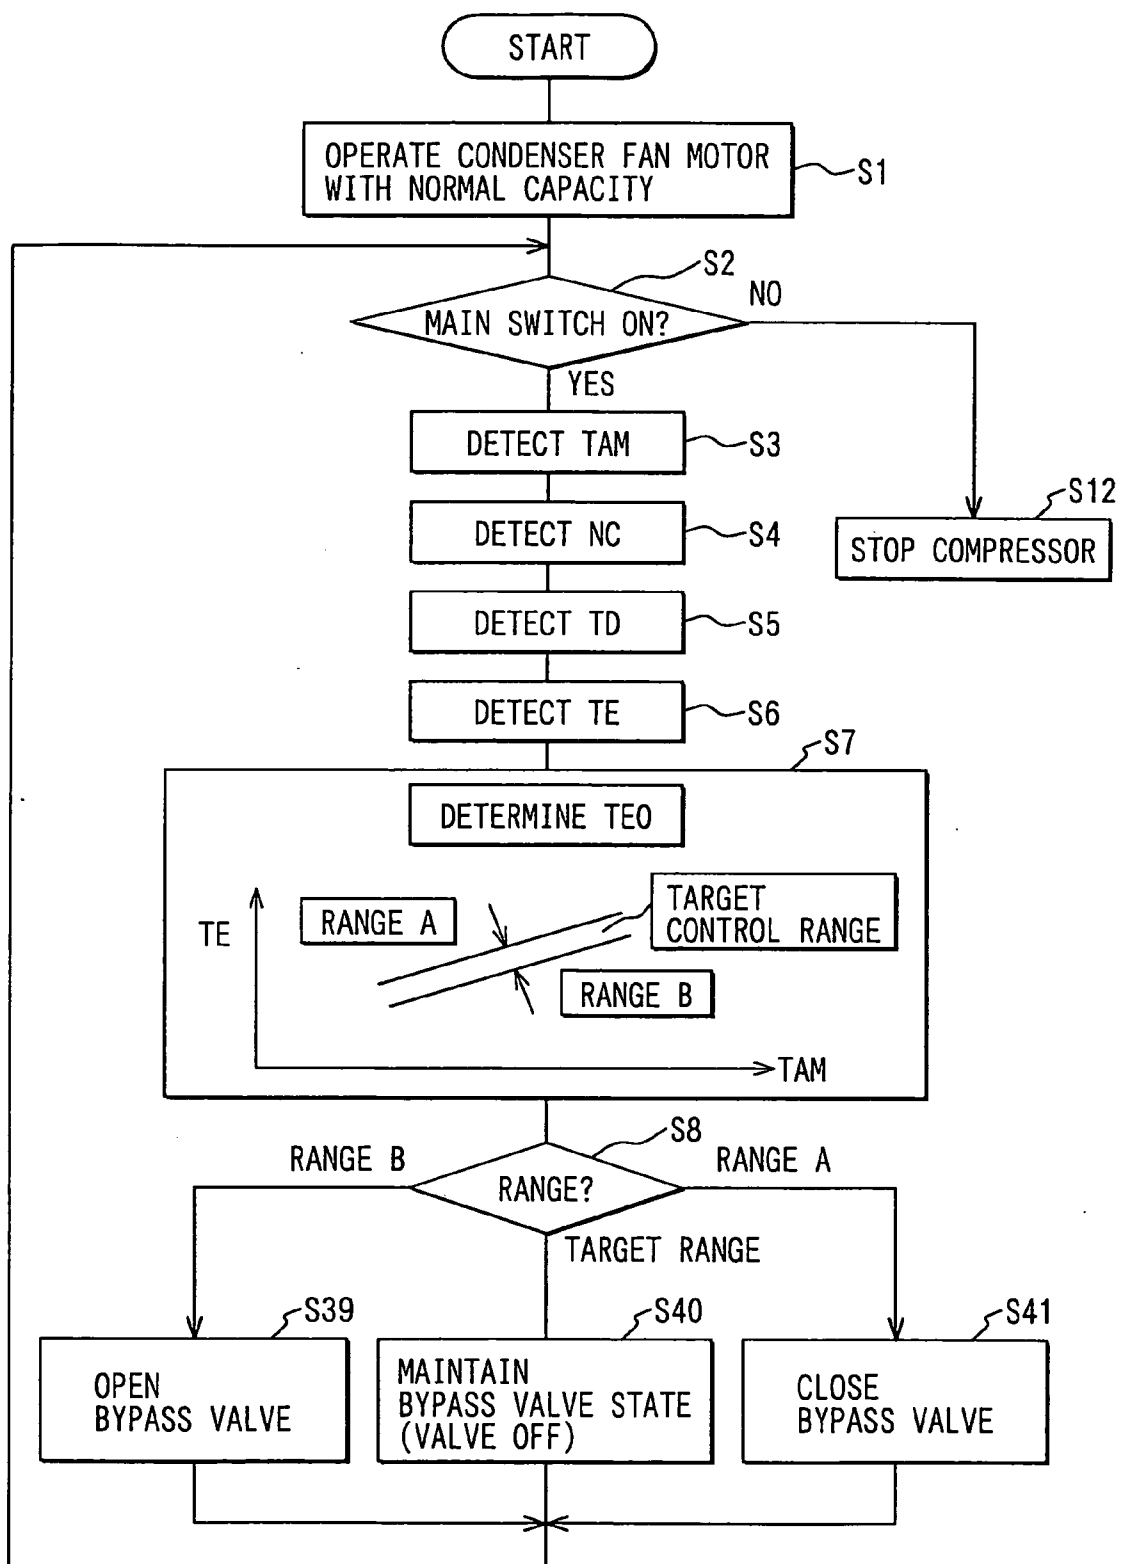 START
OPERATE CONDENSER FAN MOTOR
WITH NORMAL CAPACITY
S1
S2
MAIN SWITCH ON?
NO
YES
DETECT TAM
S3
S12
STOP COMPRESSOR
DETECT NC
S4
DETECT TD
S5
DETECT TE
S6
S7
DETERMINE TEO
TE
RANGE A
TARGET
CONTROL RANGE
RANGE B
TAM
S8
RANGE B
RANGE?
RANGE A
TARGET RANGE
S39
OPEN
BYPASS VALVE
S40
MAINTAIN
BYPASS VALVE STATE
(VALVE OFF)
S41
CLOSE
BYPASS VALVE